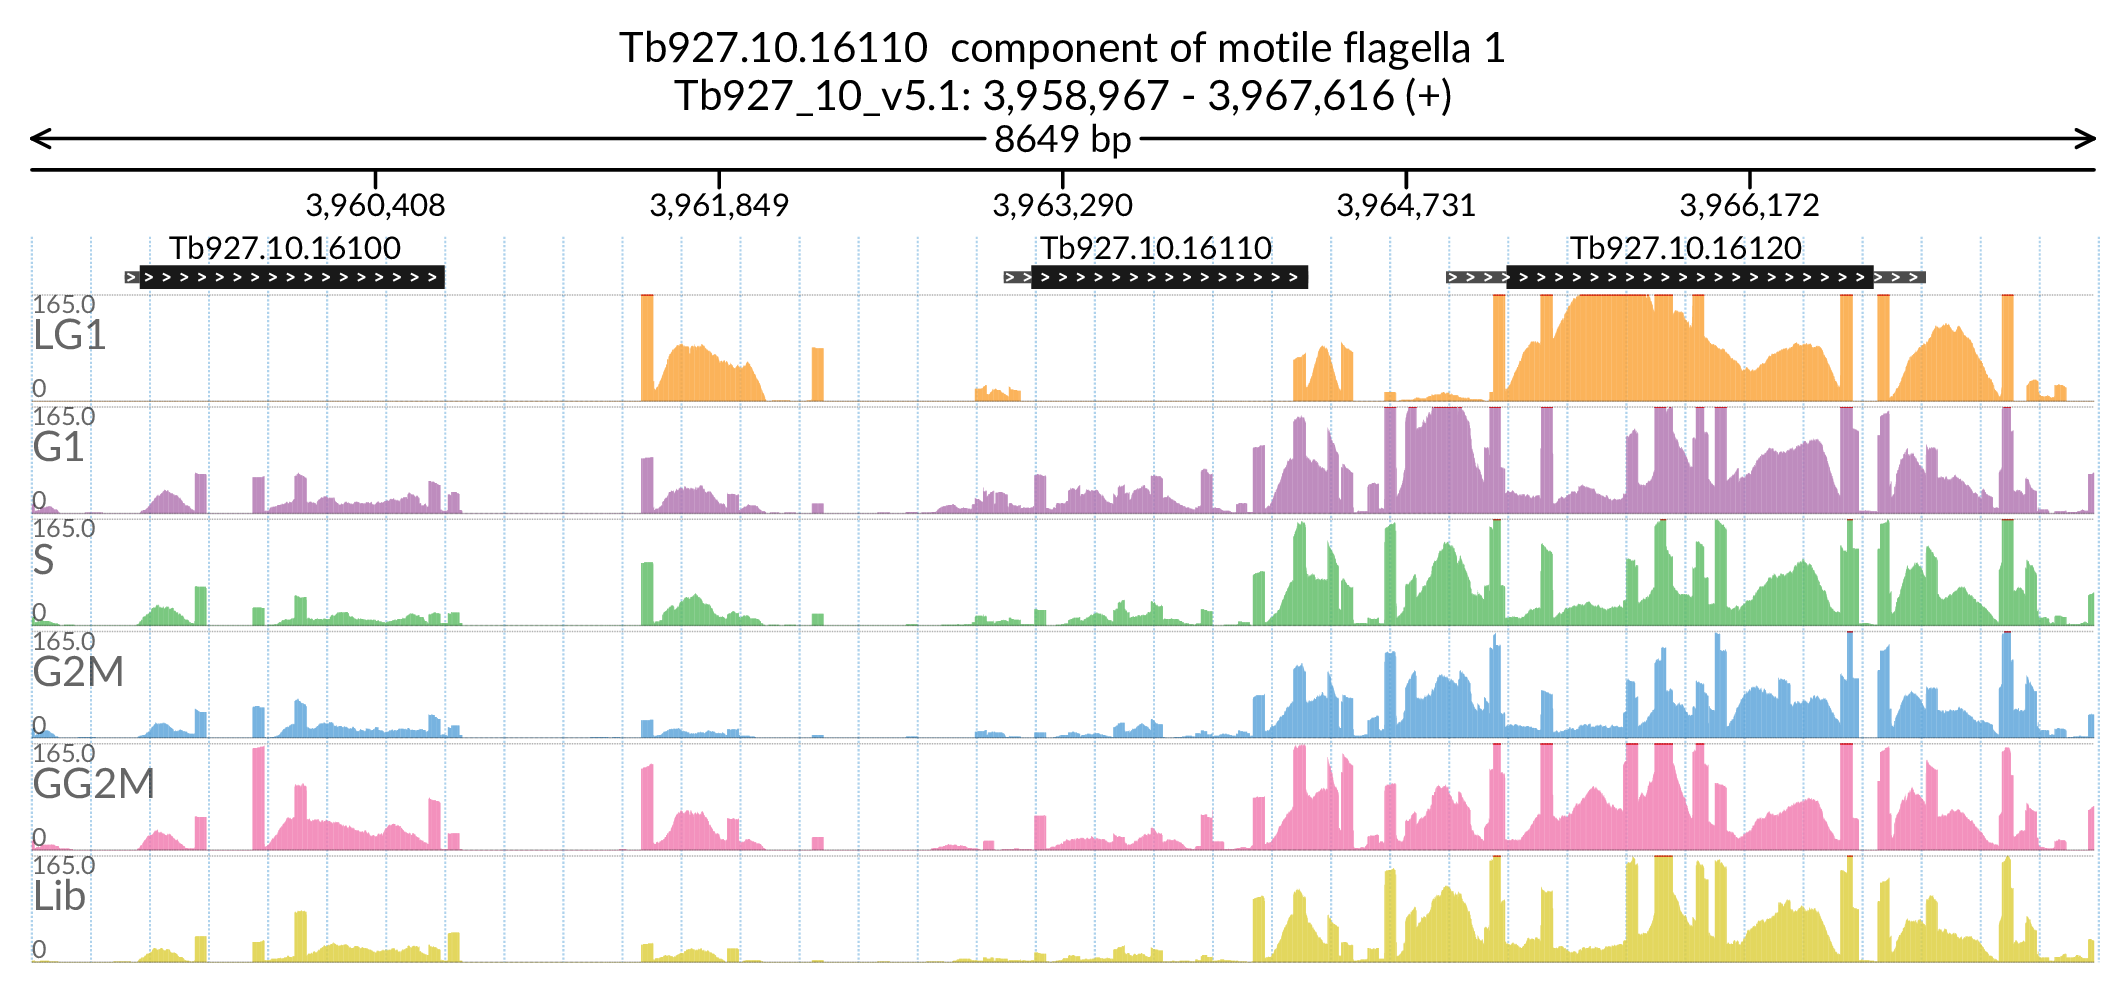 Tb927.10.16110  component of motile flagella 1
Tb927_10_v5.1: 3,958,967 - 3,967,616 (+)
8649 bp
3,960,408 3,961,849 3,963,290 3,964,731 3,966,172
Tb927.10.16100 Tb927.10.16110 Tb927.10.16120
165.0
LG1
0
165.0
G1
0
165.0
S
0
165.0
G2M
0
165.0
GG2M
0
165.0
Lib
0